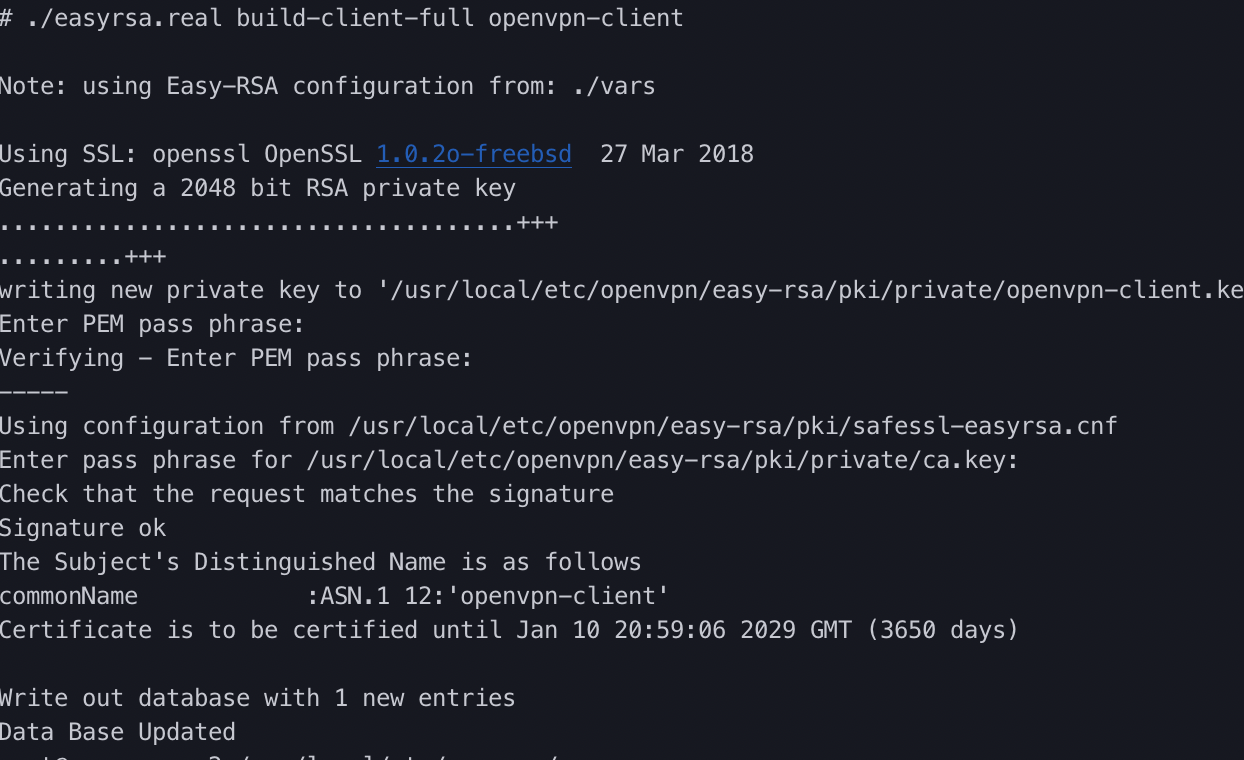 # ./easyrsa.real build-client-full openvpn-client
Note: using Easy-RSA configuration from: ./vars
Using SSL: openssl OpenSSL 1.0.2o-freebsd  27 Mar 2018
Generating a 2048 bit RSA private key
.....................................+++
.........+++
writing new private key to '/usr/local/etc/openvpn/easy-rsa/pki/private/openvpn-client.ke
Enter PEM pass phrase:
Verifying - Enter PEM pass phrase:
-----
Using configuration from /usr/local/etc/openvpn/easy-rsa/pki/safessl-easyrsa.cnf
Enter pass phrase for /usr/local/etc/openvpn/easy-rsa/pki/private/ca.key:
Check that the request matches the signature
Signature ok
The Subject's Distinguished Name is as follows
commonName            :ASN.1 12:'openvpn-client'
Certificate is to be certified until Jan 10 20:59:06 2029 GMT (3650 days)
Write out database with 1 new entries
Data Base Updated